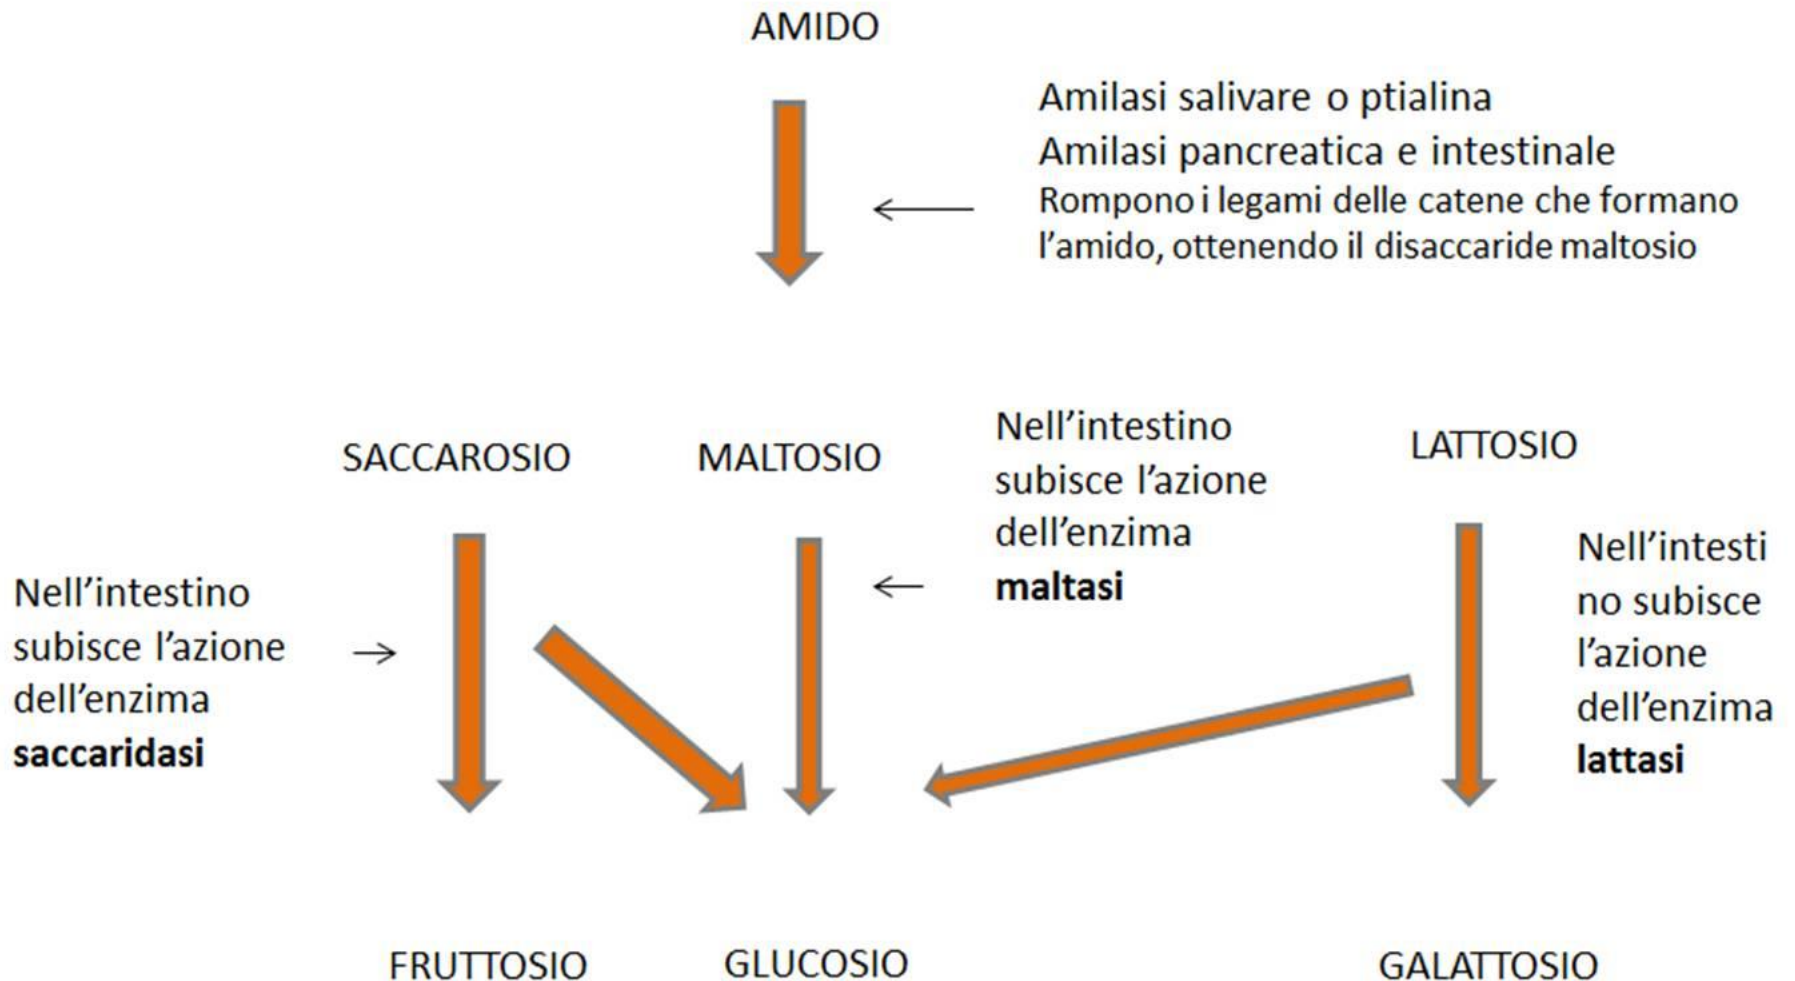 AMIDO
Amilasi salivare o ptialina
Amilasi pancreatica e intestinale
Rompono i legami delle catene che formano
l’amido, ottenendo il disaccaride maltosio
SACCAROSIO
MALTOSIO
Nell’intestino
subisce l’azione
dell’enzima
maltasi
LATTOSIO
Nell’intestino
subisce l’azione
dell’enzima
saccaridasi
Nell’intesti
no subisce
l’azione
dell’enzima
lattasi
FRUTTOSIO
GLUCOSIO
GALATTOSIO